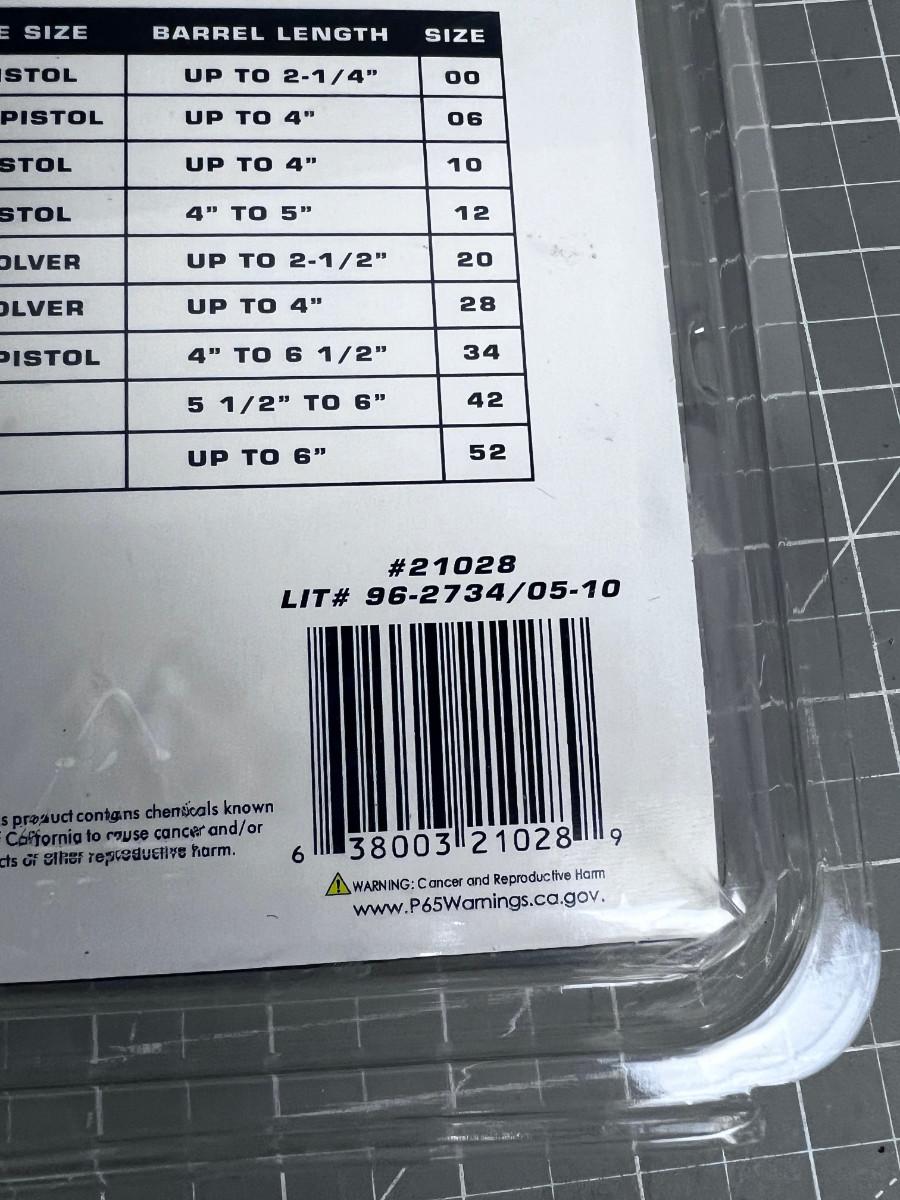 E SIZE BARREL LENGTH SIZE
ISTOL UP TO 2-1/4” 00
PISTOL UP TO 4” 06
STOL UP TO 4” 10
STOL 4” TO 5” 12
OLVER UP TO 2-1/2” 20
OLVER UP TO 4” 28
PISTOL 4” TO 6 1/2” 34
5 1/2” TO 6” 42
UP TO 6” 52
#21028
LIT# 96-2734/05-10
s product contains chemicals known
f California to cause cancer and/or
cts or other reproductive harm.
6 38003 21028 9
WARNING: Cancer and Reproductive Harm
www.P65Warnings.ca.gov.